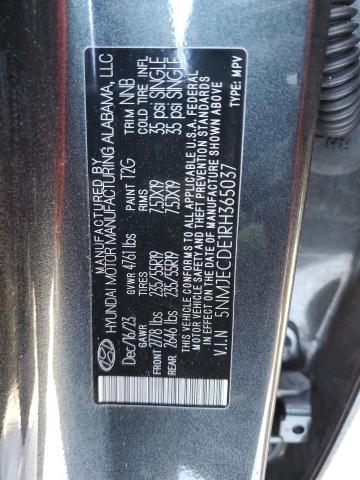 MANUFACTURED BY
HYUNDAI MOTOR MANUFACTURING ALABAMA, LLC
Dec/16/23 GVWR 4761 lbs PAINT T2G TRIM NNB
GAWR RIMS COLD TIRE INFL
FRONT 2778 lbs 235/55R19 7.5JX19 35 psi SINGLE
REAR 2646 lbs 235/55R19 7.5JX19 35 psi SINGLE
THIS VEHICLE CONFORMS TO ALL APPLICABLE U.S.A. FEDERAL
MOTOR VEHICLE SAFETY AND THEFT PREVENTION STANDARDS IN
EFFECT ON THE DATE OF MANUFACTURE SHOWN ABOVE.
V.I.N 5NMJECDE1RH365037 TYPE: MPV